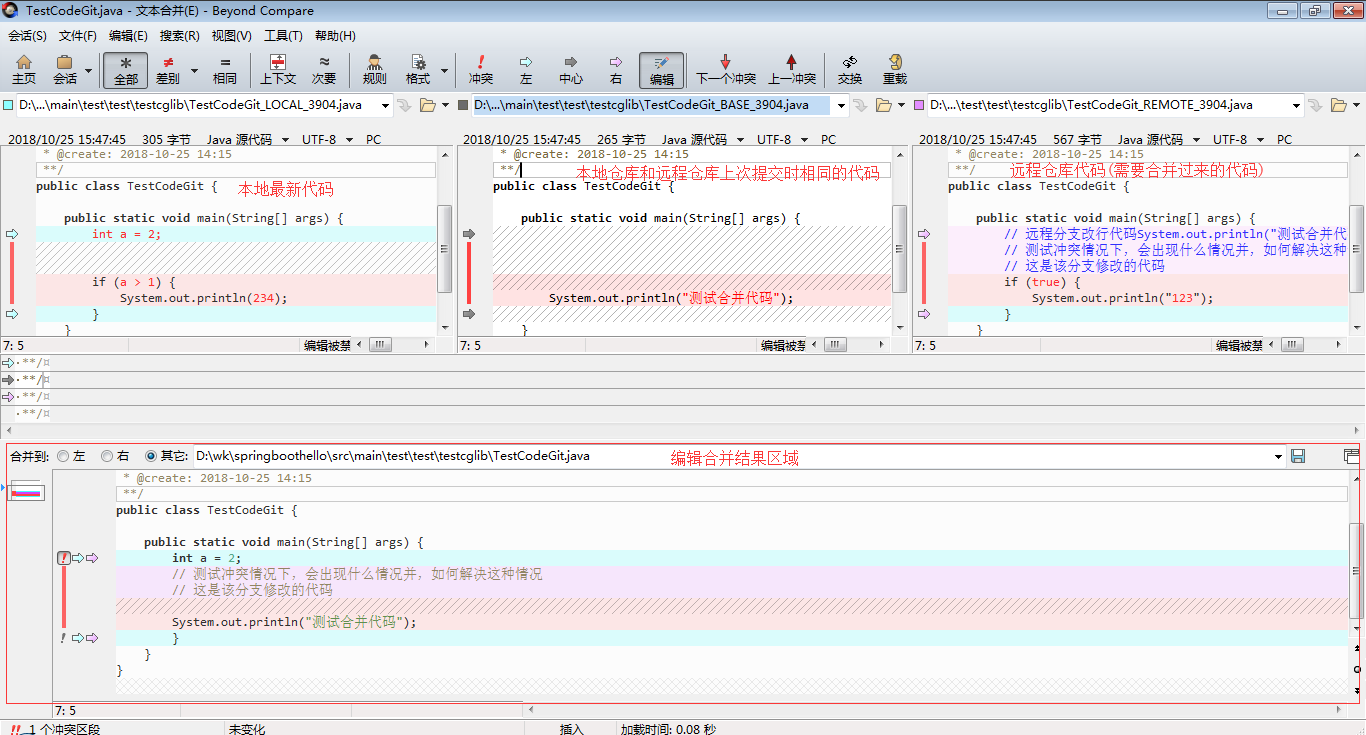 TestCodeGit.java - 文本合并(E) - Beyond Compare
会话(S) 文件(F) 编辑(E) 搜索(R) 视图(V) 工具(T) 帮助(H)
主页 会话 全部 差别 相同 上下文 次要 规则 格式 冲突 左 中心 右 编辑 下一个冲突 上一冲突 交换 重载
D:\...\main\test\test\testcglib\TestCodeGit_LOCAL_3904.java
2018/10/25 15:47:45 305 字节 Java 源代码 UTF-8 PC
* @create: 2018-10-25 14:15
**/
public class TestCodeGit {
本地最新代码
public static void main(String[] args) {
int a = 2;
if (a > 1) {
System.out.println(234);
}
}
7: 5 编辑被禁
D:\...\main\test\test\testcglib\TestCodeGit_BASE_3904.java
2018/10/25 15:47:45 265 字节 Java 源代码 UTF-8 PC
* @create: 2018-10-25 14:15
**/
本地仓库和远程仓库上次提交时相同的代码
public class TestCodeGit {
public static void main(String[] args) {
System.out.println("测试合并代码");
}
7: 5 编辑被禁
D:\...\test\test\testcglib\TestCodeGit_REMOTE_3904.java
2018/10/25 15:47:45 567 字节 Java 源代码 UTF-8 PC
* @create: 2018-10-25 14:15
**/
远程仓库代码(需要合并过来的代码)
public class TestCodeGit {
public static void main(String[] args) {
// 远程分支改行代码System.out.println("测试合并代
// 测试冲突情况下，会出现什么情况并，如何解决这种
// 这是该分支修改的代码
if (true) {
System.out.println("123");
}
}
7: 5 编辑被禁
·**/¤
·**/¤
·**/¤
·**/¤
合并到: 左 右 其它: D:\wk\springboothello\src\main\test\test\testcglib\TestCodeGit.java
编辑合并结果区域
* @create: 2018-10-25 14:15
**/
public class TestCodeGit {
public static void main(String[] args) {
int a = 2;
// 测试冲突情况下，会出现什么情况并，如何解决这种情况
// 这是该分支修改的代码
System.out.println("测试合并代码");
}
}
}
7: 5
1 个冲突区段 未变化 插入 加载时间: 0.08 秒